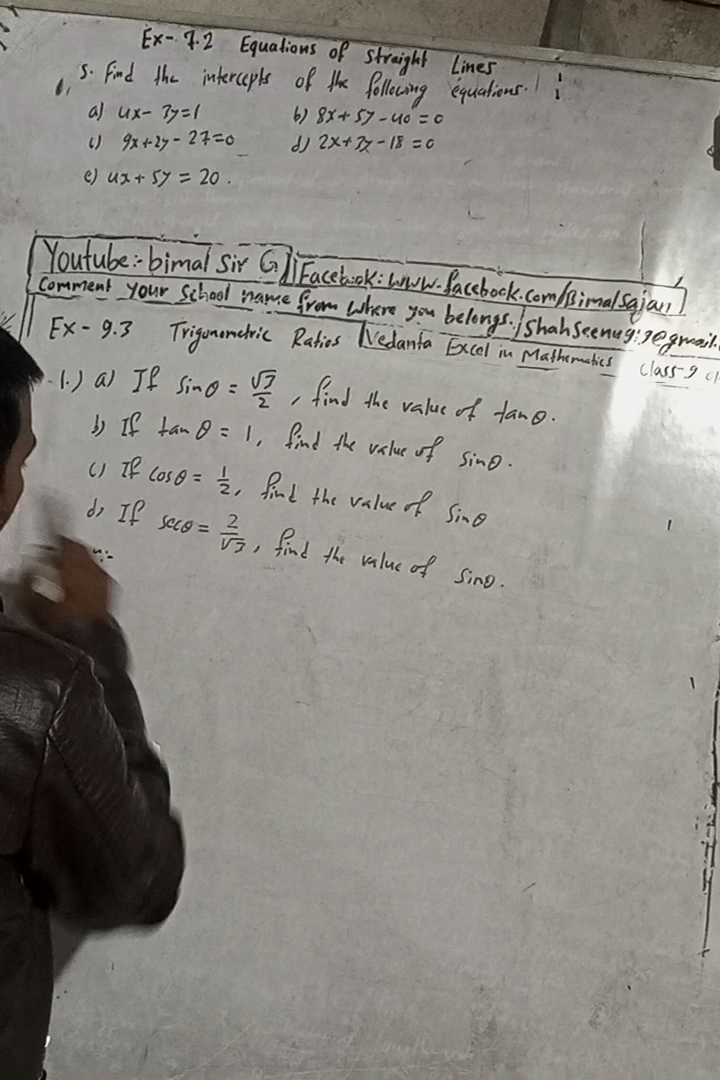 Ex-7.2 Equations of Straight Lines
5. Find the intercepts of the following equations.
a) 4x- 3y=1 b) 8x+5y-40=0
c) 9x+2y-27=0 d) 2x+3y-18=0
e) 4x+5y = 20.
Youtube:- bimal Sir G Facebook: www.facebook.com/Bimalsajan
Comment your School name from where you belongs. / Shahseenu913@gmail.
Ex-9.3 Trigonometric Ratios Vedanta Excel in Mathematics class-9
1.) a) If sinθ = √3/2, find the value of tanθ.
b) If tanθ = 1, find the value of sinθ.
c) If cosθ = 1/2, find the value of sinθ
d) If secθ = 2/√3, find the value of sinθ.